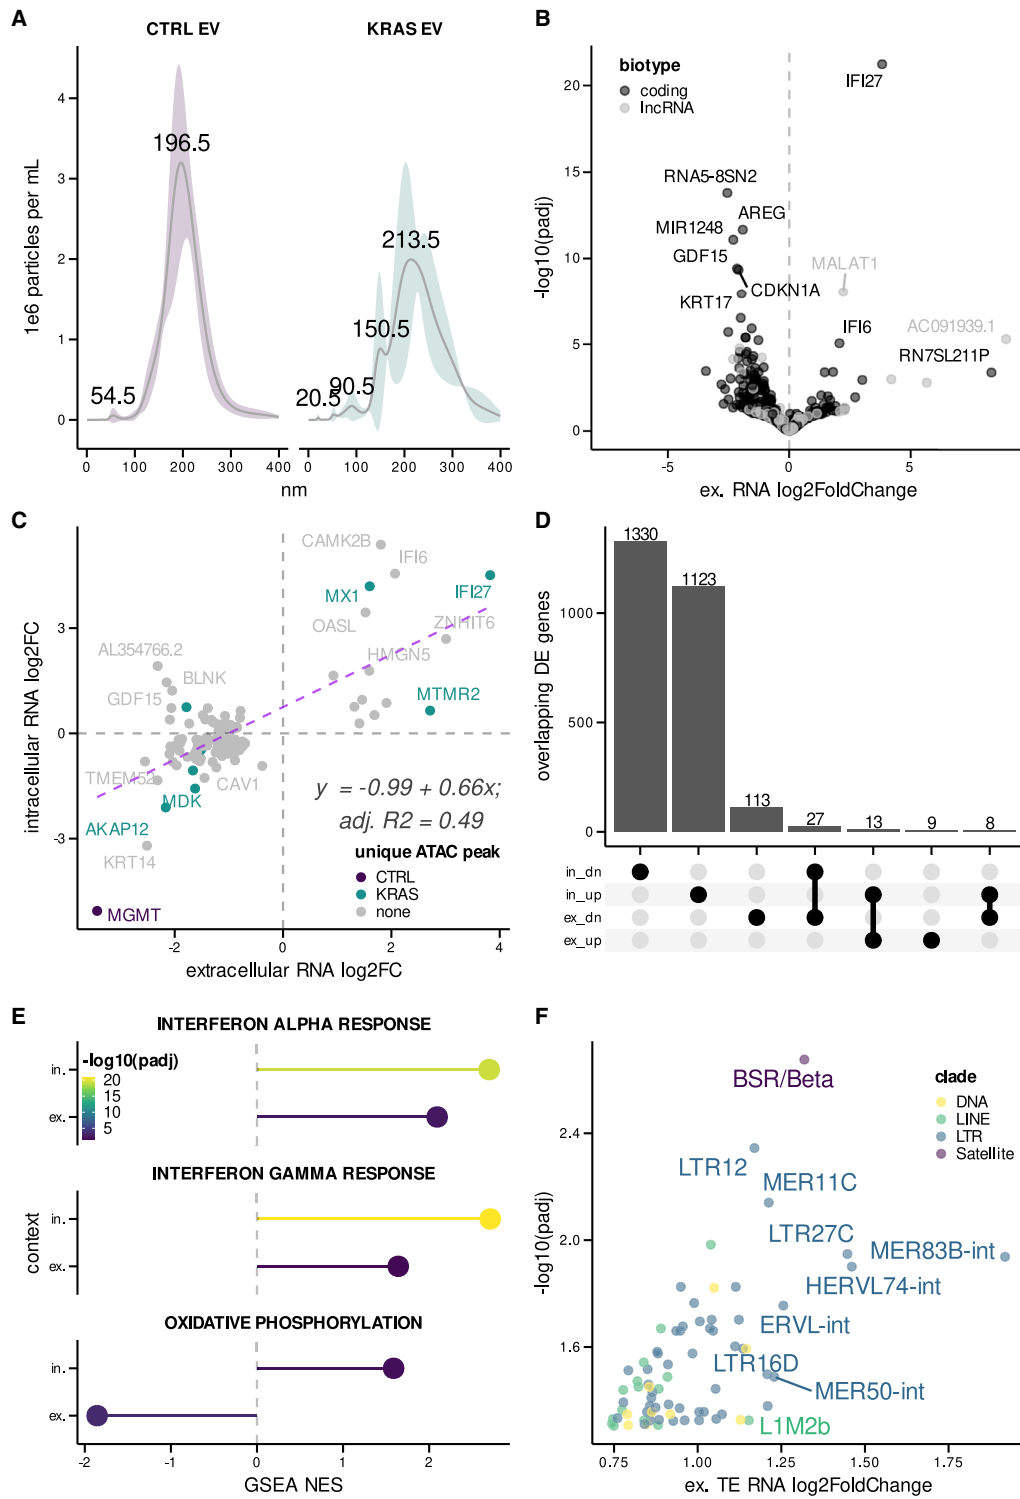 A
CTRL EV
KRAS EV
1e6 particles per mL
4
3
2
1
0
196.5
54.5
213.5
150.5
90.5
20.5
0
100
200
300
400
0
100
200
300
400
nm
B
biotype
coding
lncRNA
-log10(padj)
20
15
10
5
0
IFI27
RNA5-8SN2
AREG
MIR1248
GDF15
MALAT1
CDKN1A
KRT17
IFI6
AC091939.1
RN7SL211P
-5
0
5
ex. RNA log2FoldChange
C
intracellular RNA log2FC
3
0
-3
CAMK2B
IFI6
MX1
IFI27
OASL
ZNHIT6
AL354766.2
HMGN5
BLNK
GDF15
MTMR2
TMEM52
CAV1
MDK
AKAP12
KRT14
MGMT
y = -0.99 + 0.66x;
adj. R2 = 0.49
unique ATAC peak
CTRL
KRAS
none
-2
0
2
4
extracellular RNA log2FC
D
overlapping DE genes
1000
500
0
1330
1123
113
27
13
9
8
in_dn
in_up
ex_dn
ex_up
E
INTERFERON ALPHA RESPONSE
-log10(padj)
20
15
10
5
in.
ex.
INTERFERON GAMMA RESPONSE
context
in.
ex.
OXIDATIVE PHOSPHORYLATION
in.
ex.
-2
-1
0
1
2
GSEA NES
F
-log10(padj)
2.4
2.0
1.6
BSR/Beta
clade
DNA
LINE
LTR
Satellite
LTR12
MER11C
LTR27C
MER83B-int
HERVL74-int
ERVL-int
LTR16D
MER50-int
L1M2b
0.75
1.00
1.25
1.50
1.75
ex. TE RNA log2FoldChange